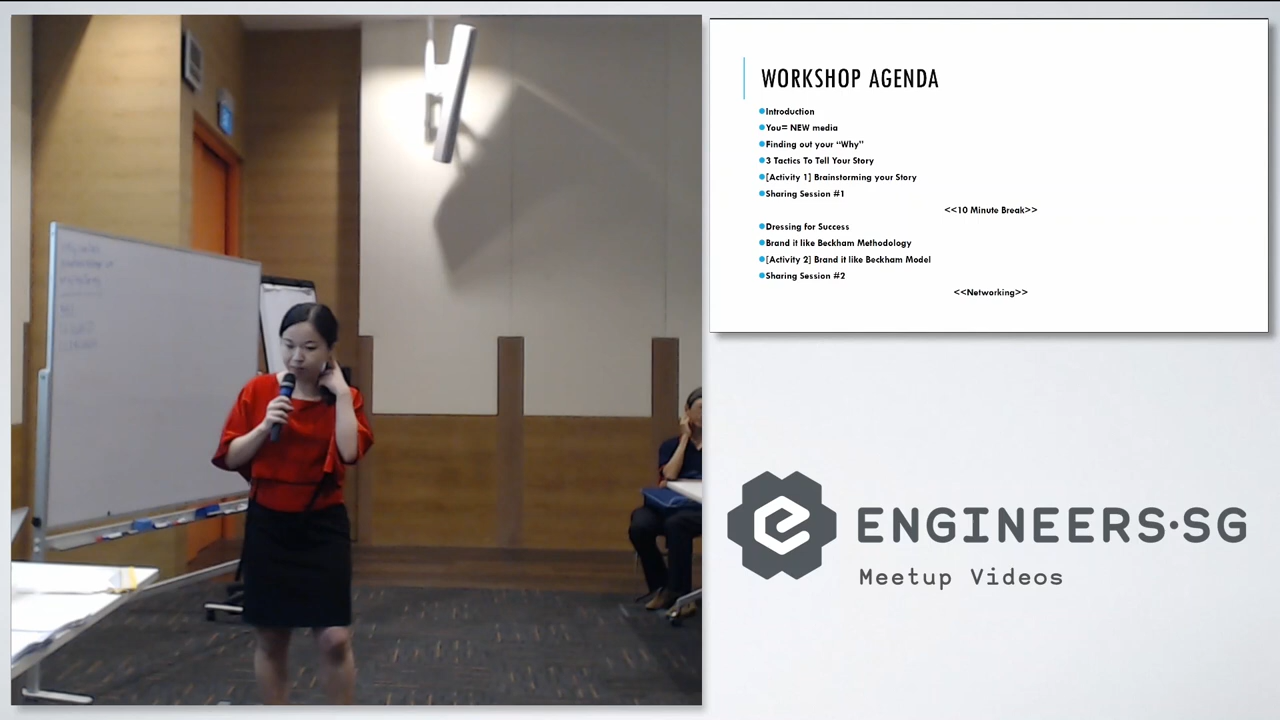 WORKSHOP AGENDA
Introduction
You= NEW media
Finding out your “Why”
3 Tactics To Tell Your Story
[Activity 1] Brainstorming your Story
Sharing Session #1
<<10 Minute Break>>
Dressing for Success
Brand it like Beckham Methodology
[Activity 2] Brand it like Beckham Model
Sharing Session #2
<<Networking>>
ENGINEERS·SG
Meetup Videos